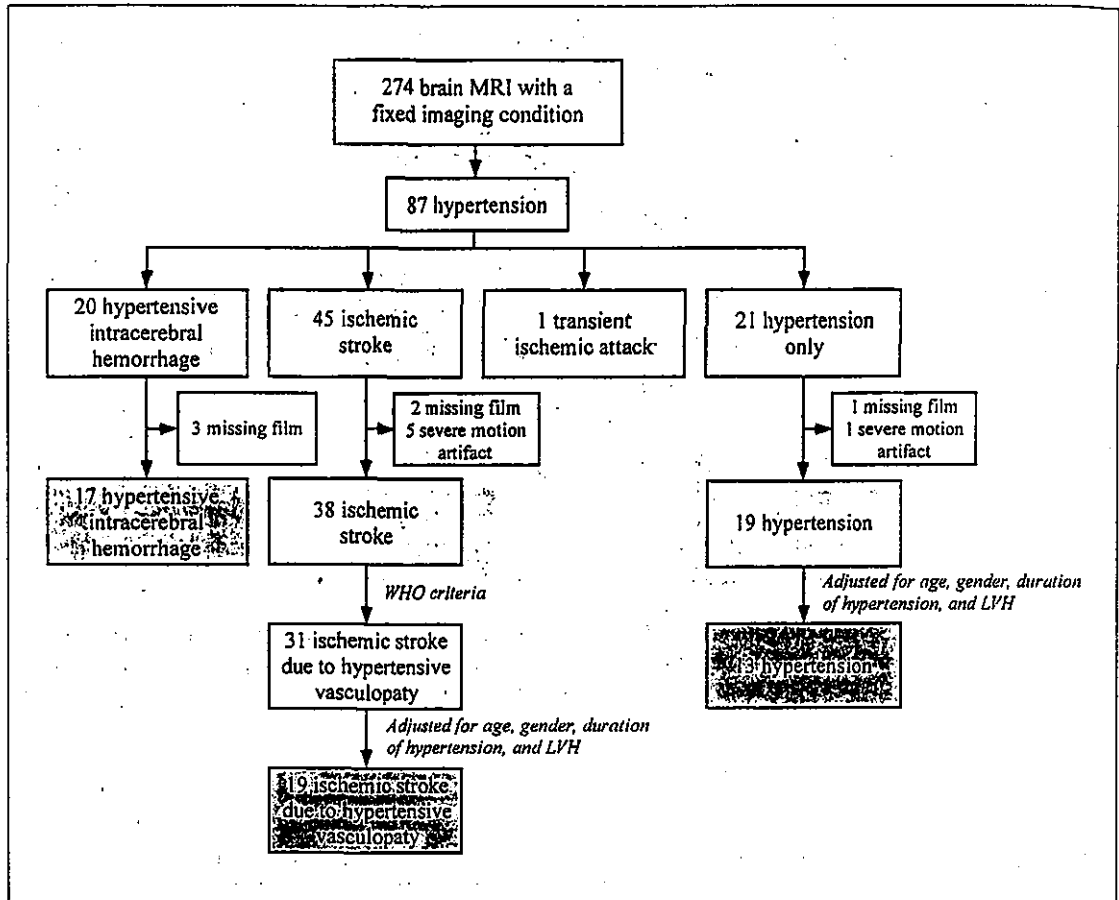 274 brain MRI with a
fixed imaging condition
87 hypertension
20 hypertensive
intracerebral
hemorrhage
45 ischemic
stroke
1 transient
ischemic attack
21 hypertension
only
3 missing film
2 missing film
5 severe motion
artifact
1 missing film
1 severe motion
artifact
17 hypertensive
intracerebral
hemorrhage
38 ischemic
stroke
19 hypertension
WHO criteria
Adjusted for age, gender, duration
of hypertension, and LVH
31 ischemic stroke
due to hypertensive
vasculopaty
13 hypertension
Adjusted for age, gender, duration
of hypertension, and LVH
19 ischemic stroke
due to hypertensive
vasculopaty